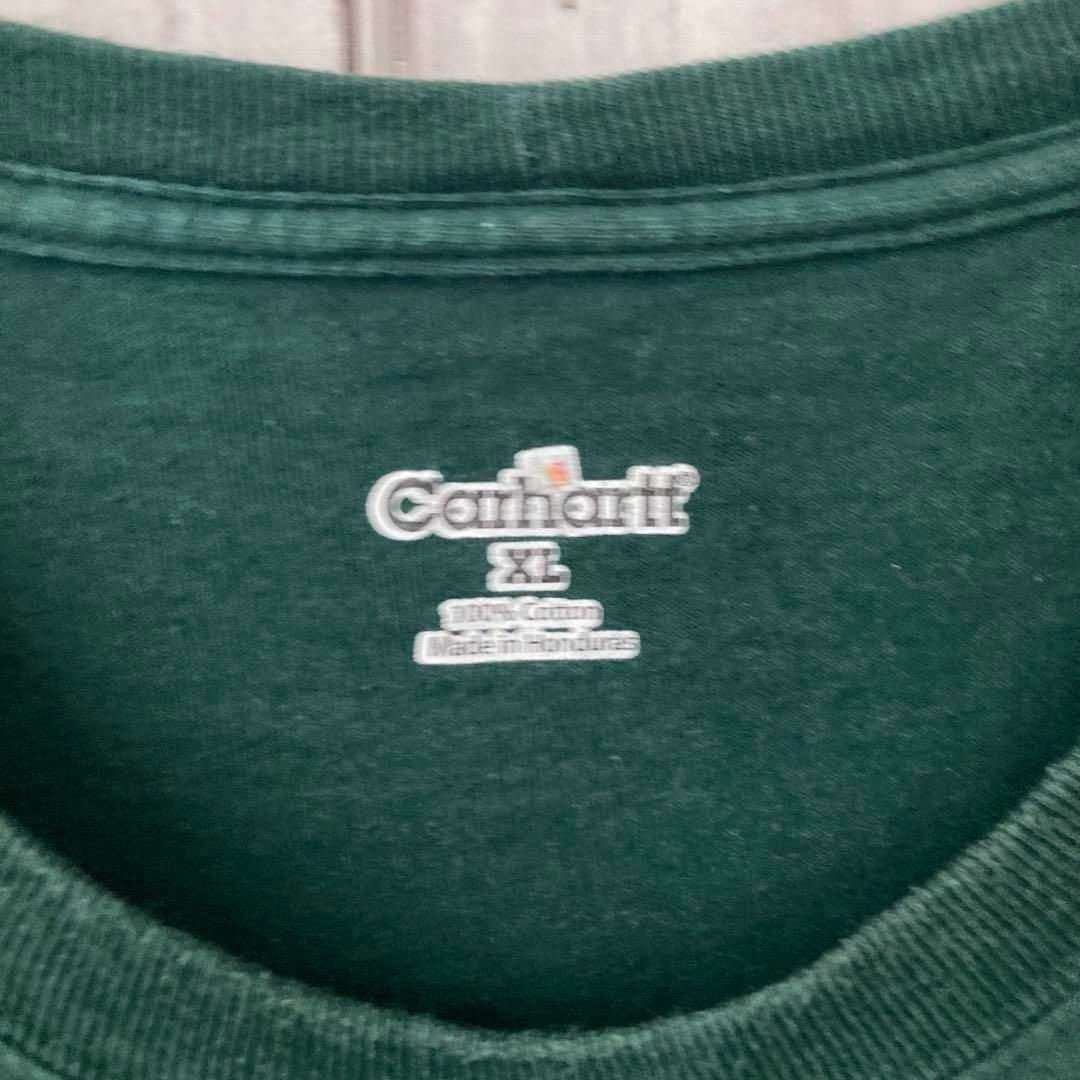 Carhartt®
XL
100% Cotton
Made in Honduras